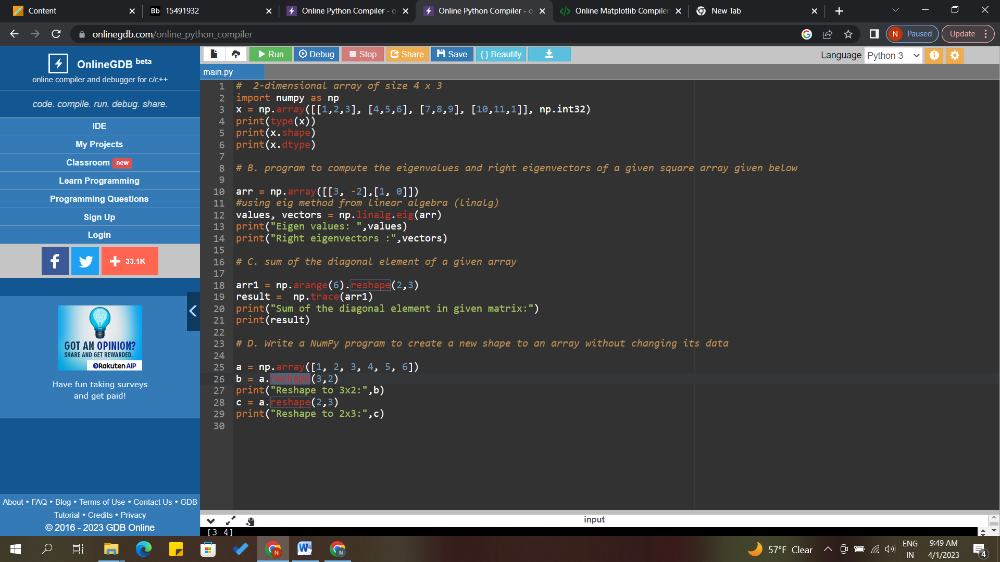 Content
Bb 15491932
Online Python Compiler - o
Online Python Compiler - o
Online Matplotlib Compiler
New Tab
onlinegdb.com/online_python_compiler
N Paused
Update
OnlineGDB beta
online compiler and debugger for c/c++
code. compile. run. debug. share.
IDE
My Projects
Classroom new
Learn Programming
Programming Questions
Sign Up
Login
33.1K
GOT AN OPINION?
SHARE AND GET REWARDED.
Rakuten AIP
Have fun taking surveys
and get paid!
About • FAQ • Blog • Terms of Use • Contact Us • GDB
Tutorial • Credits • Privacy
© 2016 - 2023 GDB Online
Run Debug Stop Share Save { } Beautify
Language Python 3
main.py
1 #  2-dimensional array of size 4 x 3
2 import numpy as np
3 x = np.array([[1,2,3], [4,5,6], [7,8,9], [10,11,1]], np.int32)
4 print(type(x))
5 print(x.shape)
6 print(x.dtype)
7
8 # B. program to compute the eigenvalues and right eigenvectors of a given square array given below
9
10 arr = np.array([[3, -2],[1, 0]])
11 #using eig method from linear algebra (linalg)
12 values, vectors = np.linalg.eig(arr)
13 print("Eigen values: ",values)
14 print("Right eigenvectors :",vectors)
15
16 # C. sum of the diagonal element of a given array
17
18 arr1 = np.arange(6).reshape(2,3)
19 result =  np.trace(arr1)
20 print("Sum of the diagonal element in given matrix:")
21 print(result)
22
23 # D. Write a NumPy program to create a new shape to an array without changing its data
24
25 a = np.array([1, 2, 3, 4, 5, 6])
26 b = a.reshape(3,2)
27 print("Reshape to 3x2:",b)
28 c = a.reshape(2,3)
29 print("Reshape to 2x3:",c)
30
input
[3 4]
57°F Clear
ENG
IN
9:49 AM
4/1/2023
4